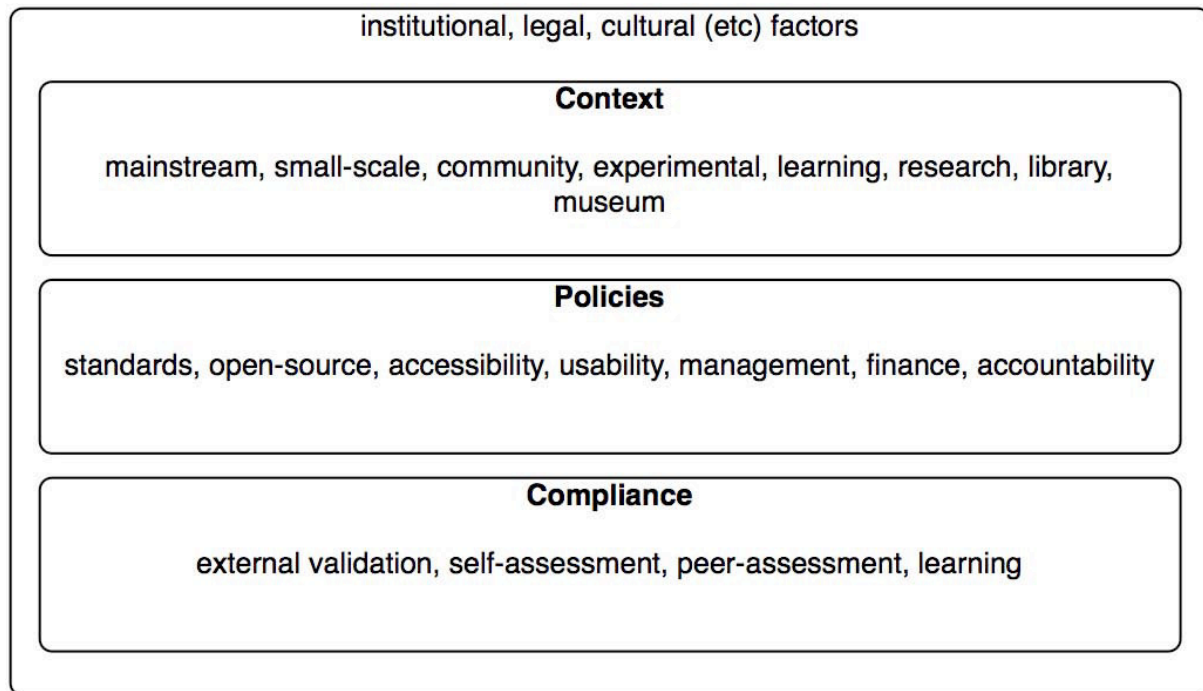 institutional, legal, cultural (etc) factors
Context
mainstream, small-scale, community, experimental, learning, research, library,
museum
Policies
standards, open-source, accessibility, usability, management, finance, accountability
Compliance
external validation, self-assessment, peer-assessment, learning